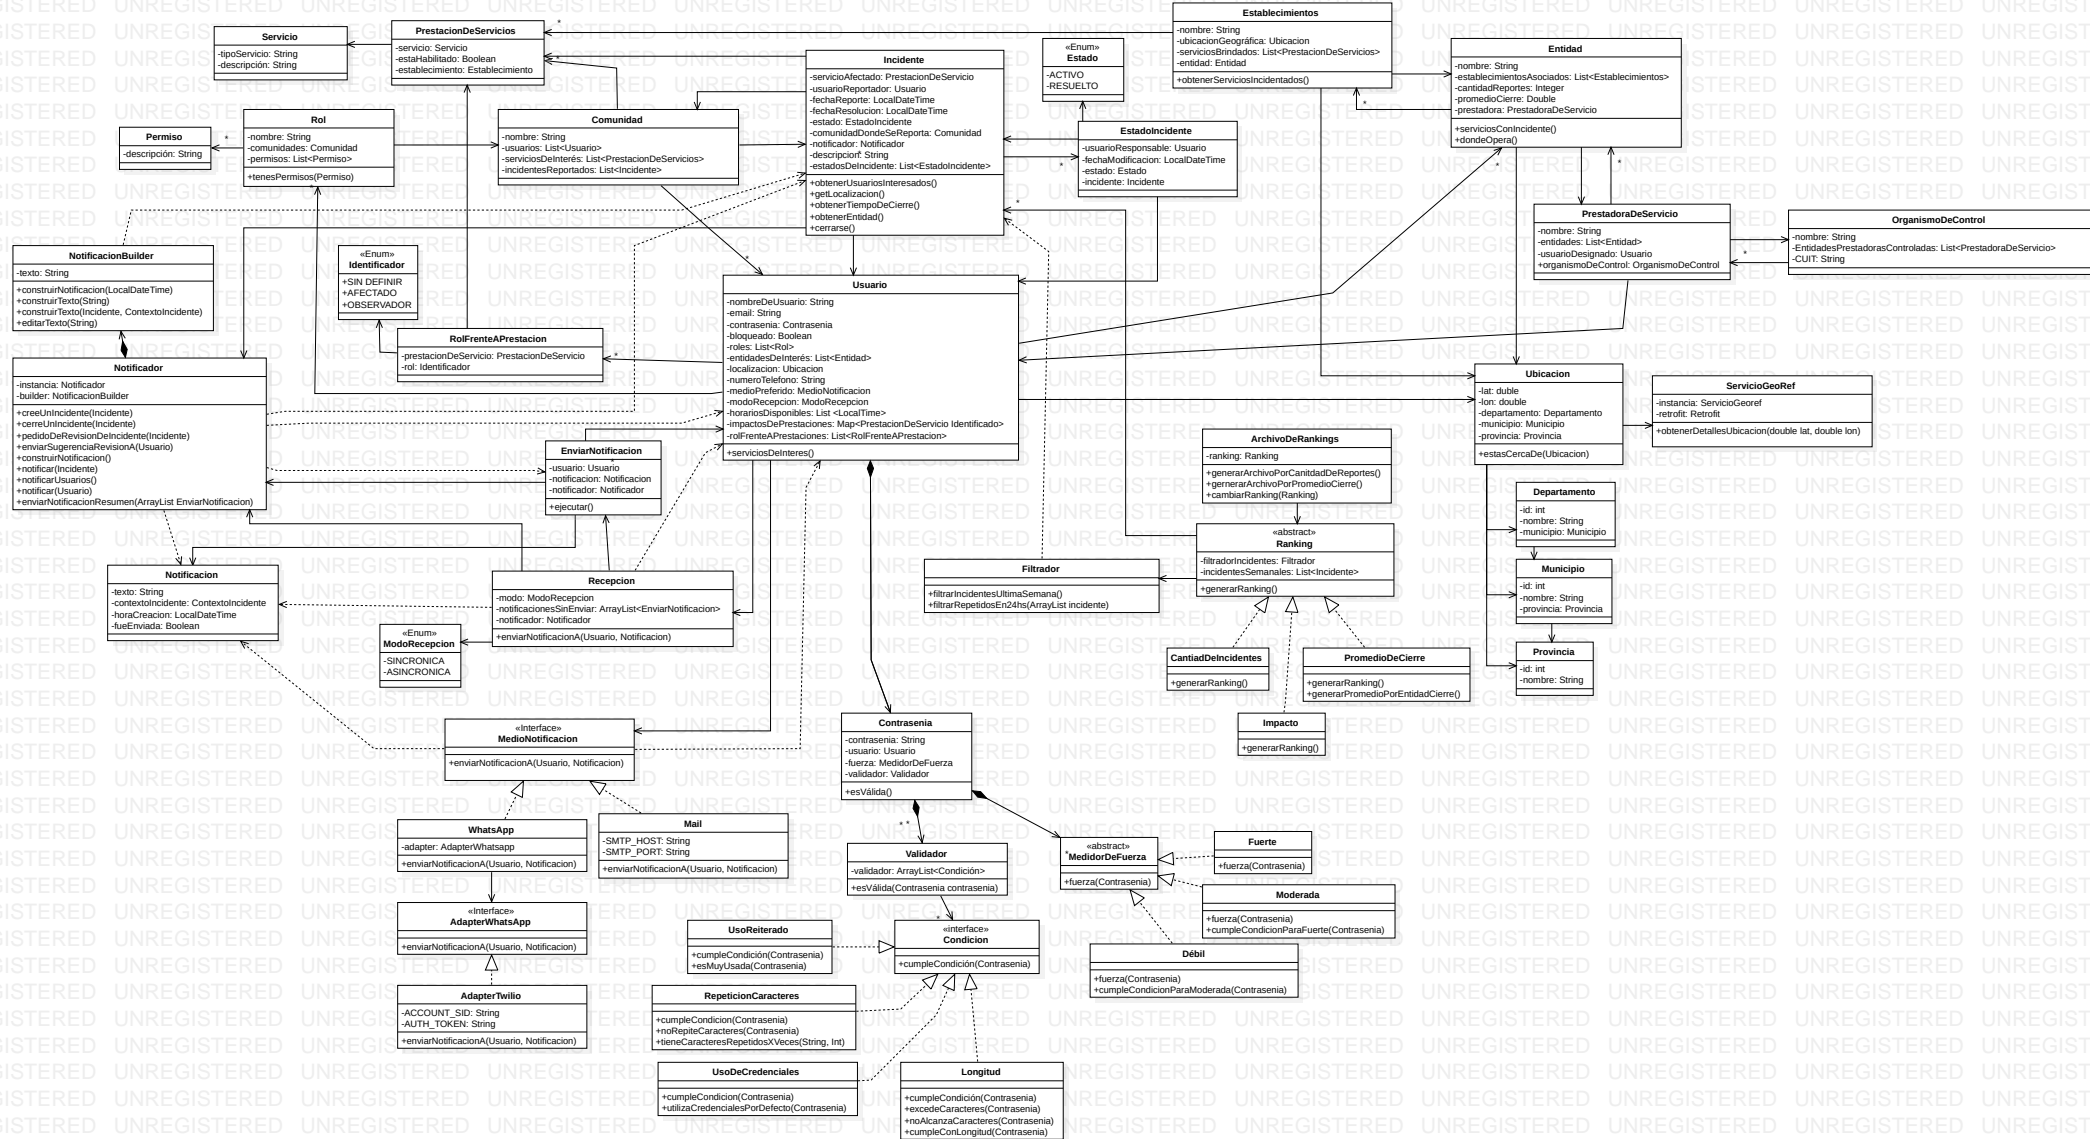 Servicio
-tipoServicio: String
-descripción: String
PrestacionDeServicios
-servicio: Servicio
-estaHabilitado: Boolean
-establecimiento: Establecimiento
*
*
Establecimientos
-nombre: String
-ubicacionGeográfica: Ubicacion
-serviciosBrindados: List<PrestacionDeServicios>
-entidad: Entidad
+obtenerServiciosIncidentados()
«Enum»
Estado
-ACTIVO
-RESUELTO
Entidad
-nombre: String
-establecimientosAsociados: List<Establecimientos>
-cantidadReportes: Integer
-promedioCierre: Double
-prestadora: PrestadoraDeServicio
+serviciosConIncidente()
+dondeOpera()
*
*
*
Incidente
-servicioAfectado: PrestacionDeServicio
-usuarioReportador: Usuario
-fechaReporte: LocalDateTime
-fechaResolucion: LocalDateTime
-estado: EstadoIncidente
-comunidadDondeSeReporta: Comunidad
-notificador: Notificador
-descripcion: String
-estadosDeIncidente: List<EstadoIncidente>
+obtenerUsuariosInteresados()
+getLocalizacion()
+obtenerTiempoDeCierre()
+obtenerEntidad()
+cerrarse()
*
*
*
Permiso
-descripción: String
*
Rol
-nombre: String
-comunidades: Comunidad
-permisos: List<Permiso>
+tenesPermisos(Permiso)
*
Comunidad
-nombre: String
-usuarios: List<Usuario>
-serviciosDeInterés: List<PrestacionDeServicios>
-incidentesReportados: List<Incidente>
*
EstadoIncidente
-usuarioResponsable: Usuario
-fechaModificacion: LocalDateTime
-estado: Estado
-incidente: Incidente
PrestadoraDeServicio
-nombre: String
-entidades: List<Entidad>
-usuarioDesignado: Usuario
+organismoDeControl: OrganismoDeControl
*
OrganismoDeControl
-nombre: String
-EntidadesPrestadorasControladas: List<PrestadoraDeServicio>
-CUIT: String
NotificacionBuilder
-texto: String
+construirNotificacion(LocalDateTime)
+construirTexto(String)
+construirTexto(Incidente, ContextoIncidente)
+editarTexto(String)
«Enum»
Identificador
+SIN DEFINIR
+AFECTADO
+OBSERVADOR
RolFrenteAPrestacion
-prestacionDeServicio: PrestacionDeServicio
-rol: Identificador
*
Usuario
-nombreDeUsuario: String
-email: String
-contrasenia: Contrasenia
-bloqueado: Boolean
-roles: List<Rol>
-entidadesDeInterés: List<Entidad>
-localizacion: Ubicacion
-numeroTelefono: String
-medioPreferido: MedioNotificacion
-modoRecepcion: ModoRecepcion
-horariosDisponibles: List <LocalTime>
-impactosDePrestaciones: Map<PrestacionDeServicio Identificado>
-rolFrenteAPrestaciones: List<RolFrenteAPrestacion>
+serviciosDeInteres()
Notificador
-instancia: Notificador
-builder: NotificacionBuilder
+creeUnIncidente(Incidente)
+cerreUnIncidente(Incidente)
+pedidoDeRevisionDeIncidente(Incidente)
+enviarSugerenciaRevisionA(Usuario)
+construirNotificacion()
+notificar(Incidente)
+notificarUsuarios()
+notificar(Usuario)
+enviarNotificacionResumen(ArrayList EnviarNotificacion)
EnviarNotificacion
-usuario: Usuario
-notificacion: Notificacion
-notificador: Notificador
+ejecutar()
Ubicacion
-lat: duble
-lon: double
-departamento: Departamento
-municipio: Municipio
-provincia: Provincia
+estasCercaDe(Ubicacion)
ServicioGeoRef
-instancia: ServicioGeoref
-retrofit: Retrofit
+obtenerDetallesUbicacion(double lat, double lon)
ArchivoDeRankings
-ranking: Ranking
+generarArchivoPorCanitdadDeReportes()
+gernerarArchivoPorPromedioCierre()
+cambiarRanking(Ranking)
Departamento
-id: int
-nombre: String
-municipio: Municipio
Municipio
-id: int
-nombre: String
-provincia: Provincia
Provincia
-id: int
-nombre: String
«abstract»
Ranking
-filtradorIncidentes: Filtrador
-incidentesSemanales: List<Incidente>
+generarRanking()
Filtrador
+filtrarIncidentesUltimaSemana()
+filtrarRepetidosEn24hs(ArrayList incidente)
Notificacion
-texto: String
-contextoIncidente: ContextoIncidente
-horaCreacion: LocalDateTime
-fueEnviada: Boolean
Recepcion
-modo: ModoRecepcion
-notificacionesSinEnviar: ArrayList<EnviarNotificacion>
-notificador: Notificador
+enviarNotificacionA(Usuario, Notificacion)
«Enum»
ModoRecepcion
-SINCRONICA
-ASINCRONICA
CantiadDeIncidentes
+generarRanking()
PromedioDeCierre
+generarRanking()
+generarPromedioPorEntidadCierre()
Impacto
+generarRanking()
«Interface»
MedioNotificacion
+enviarNotificacionA(Usuario, Notificacion)
Contrasenia
-contrasenia: String
-usuario: Usuario
-fuerza: MedidorDeFuerza
-validador: Validador
+esVálida()
* *
WhatsApp
-adapter: AdapterWhatsapp
+enviarNotificacionA(Usuario, Notificacion)
Mail
-SMTP_HOST: String
-SMTP_PORT: String
+enviarNotificacionA(Usuario, Notificacion)
Validador
-validador: ArrayList<Condición>
+esVálida(Contrasenia contrasenia)
*
«abstract»
MedidorDeFuerza
+fuerza(Contrasenia)
*
Fuerte
+fuerza(Contrasenia)
Moderada
+fuerza(Contrasenia)
+cumpleCondicionParaFuerte(Contrasenia)
Débil
+fuerza(Contrasenia)
+cumpleCondicionParaModerada(Contrasenia)
«Interface»
AdapterWhatsApp
+enviarNotificacionA(Usuario, Notificacion)
AdapterTwilio
-ACCOUNT_SID: String
-AUTH_TOKEN: String
+enviarNotificacionA(Usuario, Notificacion)
UsoReiterado
+cumpleCondición(Contrasenia)
+esMuyUsada(Contrasenia)
«interface»
Condicion
+cumpleCondición(Contrasenia)
RepeticionCaracteres
+cumpleCondicion(Contrasenia)
+noRepiteCaracteres(Contrasenia)
+tieneCaracteresRepetidosXVeces(String, Int)
UsoDeCredenciales
+cumpleCondicion(Contrasenia)
+utilizaCredencialesPorDefecto(Contrasenia)
Longitud
+cumpleCondición(Contrasenia)
+excedeCaracteres(Contrasenia)
+noAlcanzaCaracteres(Contrasenia)
+cumpleConLongitud(Contrasenia)
UNREGISTERED